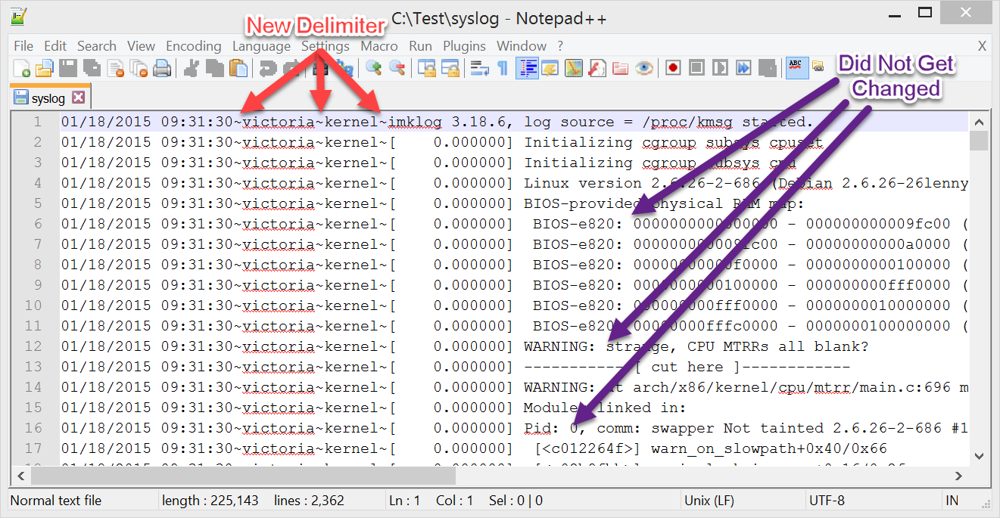 C:\Test\syslog - Notepad++
New Delimiter
File Edit Search View Encoding Language Settings Macro Run Plugins Window ? X
ABC
Did Not Get
Changed
syslog
1 01/18/2015 09:31:30~victoria~kernel~imklog 3.18.6, log source = /proc/kmsg started.
2 01/18/2015 09:31:30~victoria~kernel~[    0.000000] Initializing cgroup subsys cpuset
3 01/18/2015 09:31:30~victoria~kernel~[    0.000000] Initializing cgroup subsys cpu
4 01/18/2015 09:31:30~victoria~kernel~[    0.000000] Linux version 2.6.26-2-686 (Debian 2.6.26-26lenny
5 01/18/2015 09:31:30~victoria~kernel~[    0.000000] BIOS-provided physical RAM map:
6 01/18/2015 09:31:30~victoria~kernel~[    0.000000]  BIOS-e820: 0000000000000000 - 000000000009fc00 (
7 01/18/2015 09:31:30~victoria~kernel~[    0.000000]  BIOS-e820: 000000000009fc00 - 00000000000a0000 (
8 01/18/2015 09:31:30~victoria~kernel~[    0.000000]  BIOS-e820: 00000000000f0000 - 0000000000100000 (
9 01/18/2015 09:31:30~victoria~kernel~[    0.000000]  BIOS-e820: 0000000000100000 - 000000000fff0000 (
10 01/18/2015 09:31:30~victoria~kernel~[    0.000000]  BIOS-e820: 000000000fff0000 - 0000000010000000 (
11 01/18/2015 09:31:30~victoria~kernel~[    0.000000]  BIOS-e820: 00000000fffc0000 - 0000000100000000 (
12 01/18/2015 09:31:30~victoria~kernel~[    0.000000] WARNING: strange, CPU MTRRs all blank?
13 01/18/2015 09:31:30~victoria~kernel~[    0.000000] ------------[ cut here ]------------
14 01/18/2015 09:31:30~victoria~kernel~[    0.000000] WARNING: at arch/x86/kernel/cpu/mtrr/main.c:696 m
15 01/18/2015 09:31:30~victoria~kernel~[    0.000000] Modules linked in:
16 01/18/2015 09:31:30~victoria~kernel~[    0.000000] Pid: 0, comm: swapper Not tainted 2.6.26-2-686 #1
17 01/18/2015 09:31:30~victoria~kernel~[    0.000000]  [<c012264f>] warn_on_slowpath+0x40/0x66
Normal text file length : 225,143 lines : 2,362 Ln : 1 Col : 1 Sel : 0 | 0 Unix (LF) UTF-8 IN